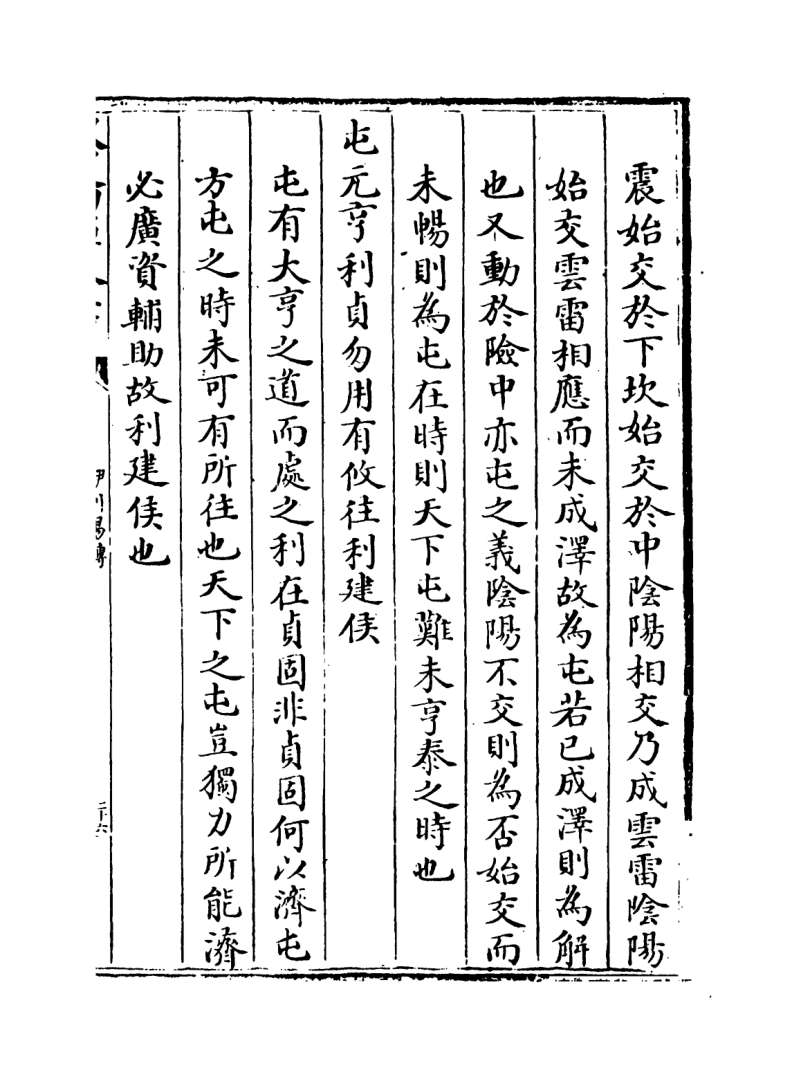 震始交於下坎始交於中陰陽相交乃成雲雷陰陽
始交雲雷相應而未成澤故為屯若已成澤則為解
也又動於險中亦屯之義陰陽不交則為否始交而
未暢則為屯在時則天下屯難未亨泰之時也
屯元亨利貞勿用有攸往利建侯
屯有大亨之道而處之利在貞固非貞固何以濟屯
方屯之時未可有所往也天下之屯豈獨力所能濟
必廣資輔助故利建侯也
伊川易傳
二十六